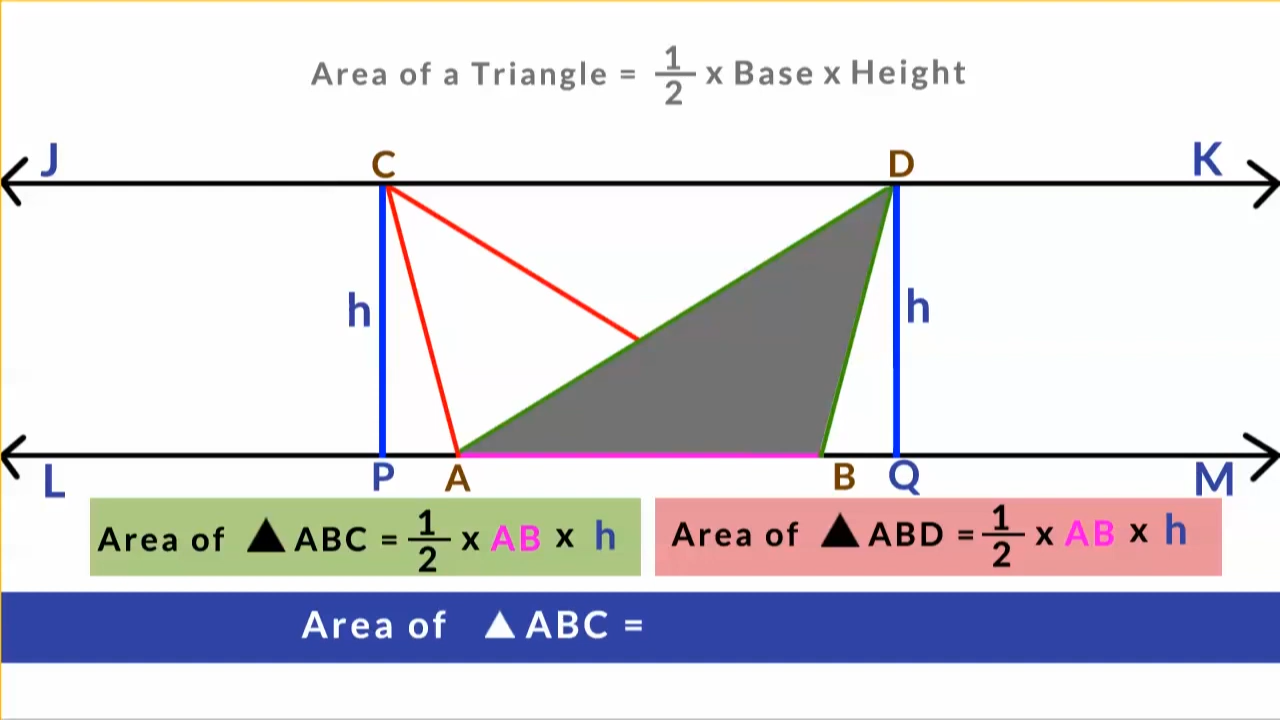 Area of a Triangle = 1/2 x Base x Height
J C D K
h h
L P A B Q M
Area of ▲ ABC = 1/2 x AB x h
Area of ▲ ABD = 1/2 x AB x h
Area of ▲ ABC =